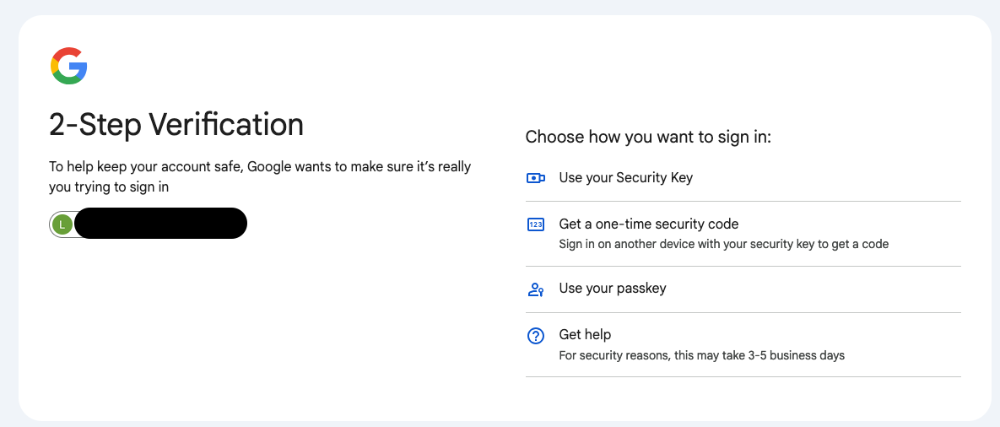 2-Step Verification
To help keep your account safe, Google wants to make sure it’s really
you trying to sign in
L
Choose how you want to sign in:
Use your Security Key
123
Get a one-time security code
Sign in on another device with your security key to get a code
Use your passkey
Get help
For security reasons, this may take 3-5 business days